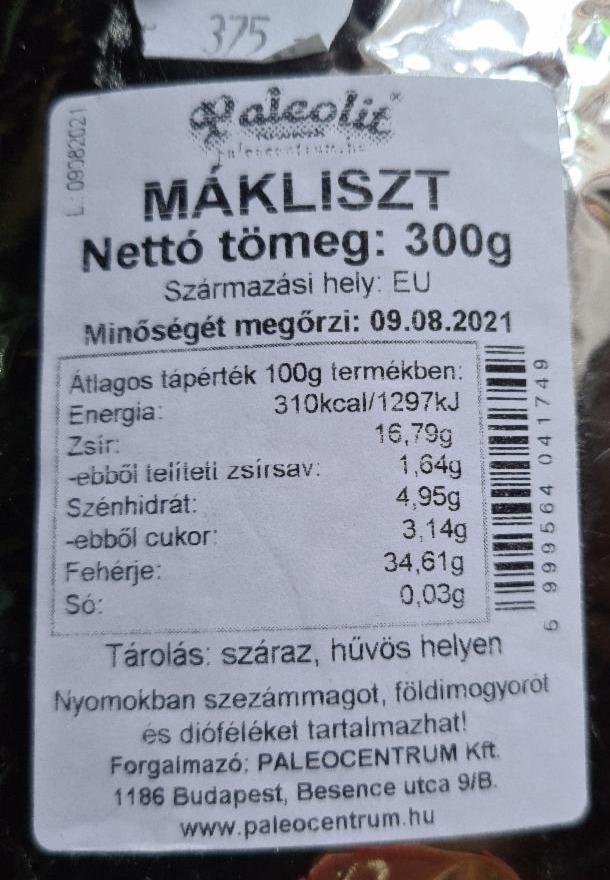 375
L: 09082021
Paleolit
MÁKLISZT
Nettó tömeg: 300g
Származási hely: EU
Minőségét megőrzi: 09.08.2021
Átlagos tápérték 100g termékben:
Energia: 310kcal/1297kJ
Zsír: 16,79g
-ebből telített zsírsav: 1,64g
Szénhidrát: 4,95g
-ebből cukor: 3,14g
Fehérje: 34,61g
Só: 0,03g
5 999564 041749
Tárolás: száraz, hűvös helyen
Nyomokban szezámmagot, földimogyorót
és dióféléket tartalmazhat!
Forgalmazó: PALEOCENTRUM Kft.
1186 Budapest, Besence utca 9/B.
www.paleocentrum.hu